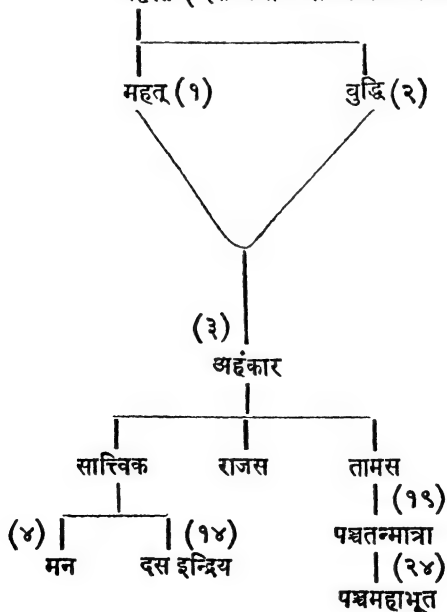 महत् (१) वुद्धि (२)
(३)
अहंकार
सात्त्विक राजस तामस
(१९)
(४) (१४) पञ्चतन्मात्रा
मन दस इन्द्रिय (२४)
पञ्चमहाभूत